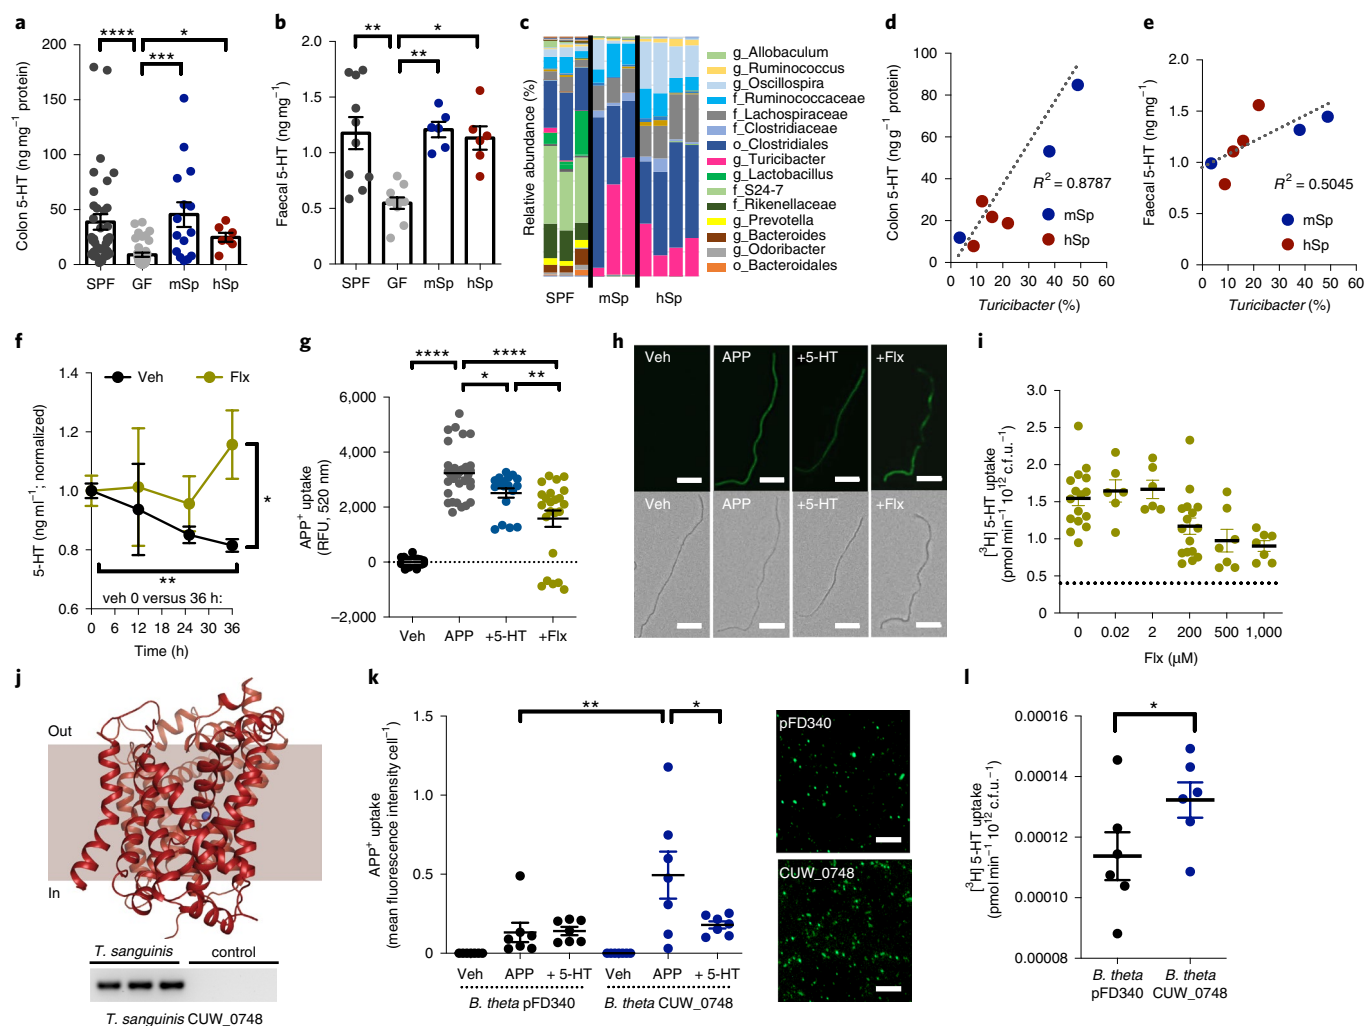 a
Colon 5-HT (ng mg⁻¹ protein)
200
150
100
50
0
****
*
***
SPF GF mSp hSp
b
Faecal 5-HT (ng mg⁻¹)
2.0
1.5
1.0
0.5
0
**
*
**
SPF GF mSp hSp
c
Relative abundance (%)
SPF mSp hSp
g_Allobaculum
g_Ruminococcus
g_Oscillospira
f_Ruminococcaceae
f_Lachospiraceae
f_Clostridiaceae
o_Clostridiales
g_Turicibacter
g_Lactobacillus
f_S24-7
f_Rikenellaceae
g_Prevotella
g_Bacteroides
g_Odoribacter
o_Bacteroidales
d
Colon 5-HT (ng⁻¹ mg protein)
100
80
60
40
20
0
R² = 0.8787
mSp
hSp
0 10 20 30 40 50 60
Turicibacter (%)
e
Faecal 5-HT (ng mg⁻¹)
2.0
1.5
1.0
0.5
0
R² = 0.5045
mSp
hSp
0 10 20 30 40 50 60
Turicibacter (%)
f
Veh Flx
5-HT (ng ml⁻¹; normalized)
1.4
1.2
1.0
0.8
0.6
*
**
veh 0 versus 36 h:
0 6 12 18 24 30 36
Time (h)
g
APP⁺ uptake
(RFU, 520 nm)
6,000
4,000
2,000
0
–2,000
**** ****
* **
Veh APP +5-HT +Flx
h
Veh APP +5-HT +Flx
i
[³H] 5-HT uptake
(pmol min⁻¹ 10¹² c.f.u.⁻¹)
3.0
2.5
2.0
1.5
1.0
0.5
0
0 0.02 2 200 500 1,000
Flx (μM)
j
Out
In
T. sanguinis control
T. sanguinis CUW_0748
k
APP⁺ uptake
(mean fluorescence intensity cell⁻¹)
1.5
1.0
0.5
0
** *
Veh APP + 5-HT Veh APP + 5-HT
B. theta pFD340 B. theta CUW_0748
pFD340
CUW_0748
l
[³H] 5-HT uptake
(pmol min⁻¹ 10¹² c.f.u.⁻¹)
0.00016
0.00014
0.00012
0.00010
0.00008
*
B. theta B. theta
pFD340 CUW_0748